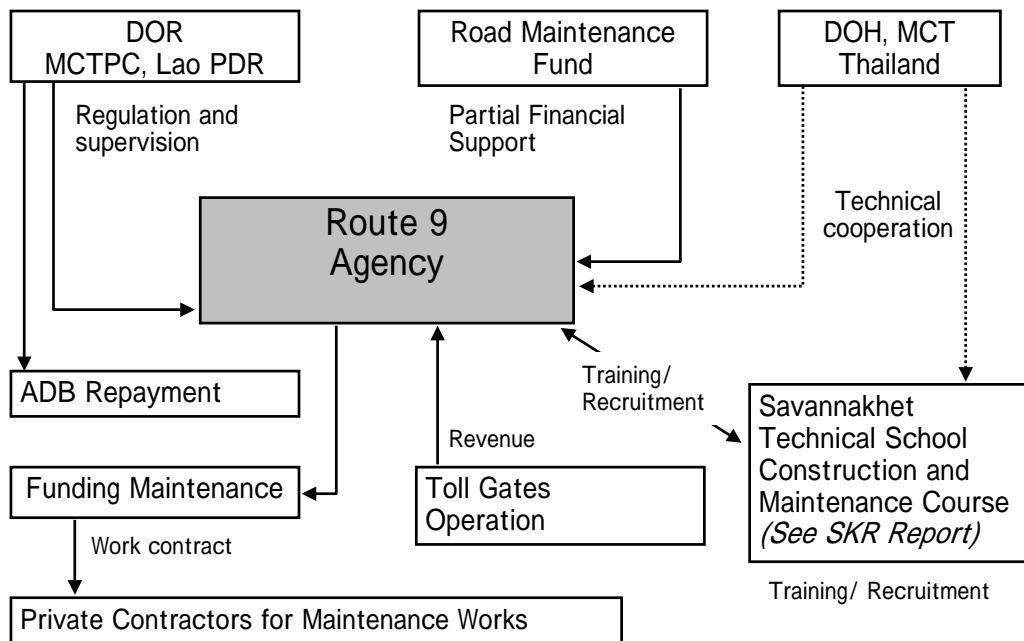 DOR
MCTPC, Lao PDR
Road Maintenance
Fund
DOH, MCT
Thailand
Regulation and
supervision
Partial Financial
Support
Technical
cooperation
Route 9
Agency
ADB Repayment
Training/
Recruitment
Revenue
Savannakhet
Technical School
Construction and
Maintenance Course
(See SKR Report)
Funding Maintenance
Toll Gates
Operation
Work contract
Training/ Recruitment
Private Contractors for Maintenance Works